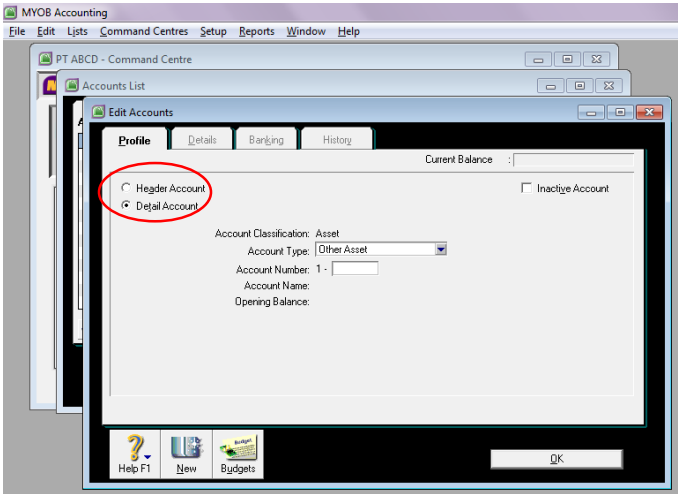 MYOB Accounting
File Edit Lists Command Centres Setup Reports Window Help
PT ABCD - Command Centre
Accounts List
Edit Accounts
Profile Details Banking History
Current Balance :
Header Account
Inactive Account
Detail Account
Account Classification: Asset
Account Type: Other Asset
Account Number: 1 -
Account Name:
Opening Balance:
Budget
Help F1 New Budgets
OK